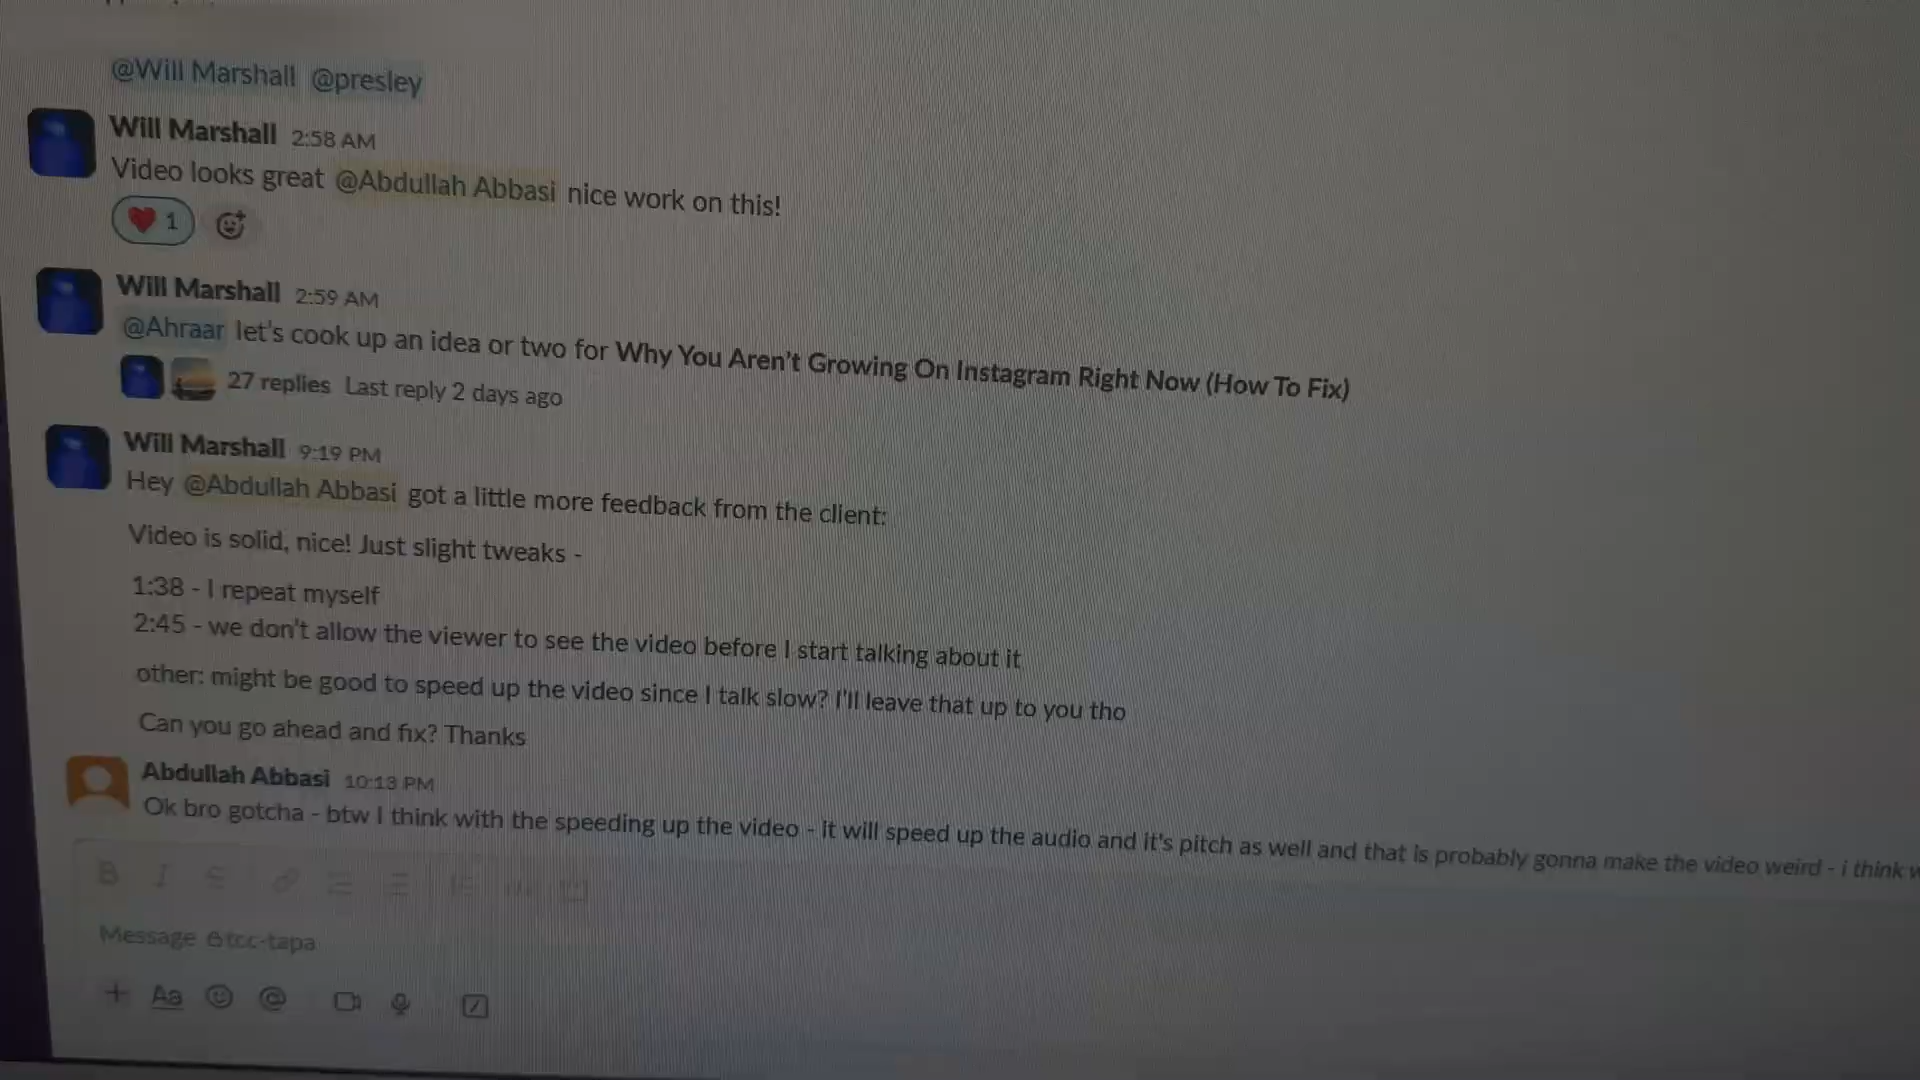 @Will Marshall @presley
Will Marshall 2:58 AM
Video looks great @Abdullah Abbasi nice work on this!
1
Will Marshall 2:59 AM
@Ahraar let's cook up an idea or two for Why You Aren't Growing On Instagram Right Now (How To Fix)
27 replies Last reply 2 days ago
Will Marshall 9:19 PM
Hey @Abdullah Abbasi got a little more feedback from the client:
Video is solid, nice! Just slight tweaks -
1:38 - I repeat myself
2:45 - we don't allow the viewer to see the video before I start talking about it
other: might be good to speed up the video since I talk slow? I'll leave that up to you tho
Can you go ahead and fix? Thanks
Abdullah Abbasi 10:13 PM
Ok bro gotcha - btw I think with the speeding up the video - it will speed up the audio and it's pitch as well and that is probably gonna make the video weird - i think
B I S
Message tcc-tapa
+ Aa @